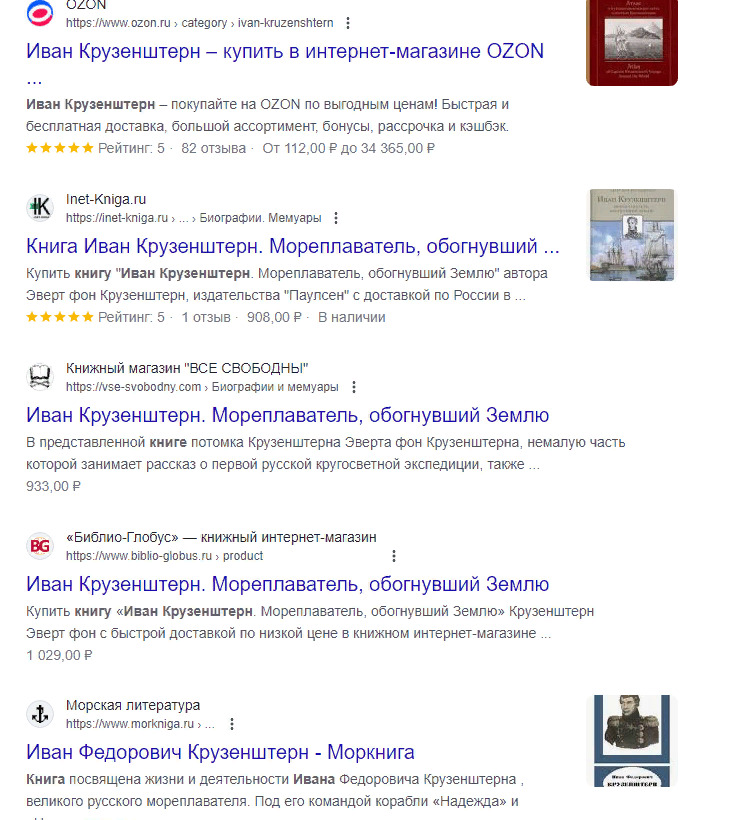 OZON
https://www.ozon.ru › category › ivan-kruzenshtern
Иван Крузенштерн – купить в интернет-магазине OZON
...
Иван Крузенштерн – покупайте на OZON по выгодным ценам! Быстрая и
бесплатная доставка, большой ассортимент, бонусы, рассрочка и кэшбэк.
Рейтинг: 5 · 82 отзыва · От 112,00 ₽ до 34 365,00 ₽
Атлас
Atlas
Inet-Kniga.ru
https://inet-kniga.ru › ... › Биографии. Мемуары
Книга Иван Крузенштерн. Мореплаватель, обогнувший ...
Купить книгу "Иван Крузенштерн. Мореплаватель, обогнувший Землю" автора
Эверт фон Крузенштерн, издательства "Паулсен" с доставкой по России в ...
Рейтинг: 5 · 1 отзыв · 908,00 ₽ · В наличии
Иван Крузенштерн
Книжный магазин "ВСЕ СВОБОДНЫ"
https://vse-svobodny.com › Биографии и мемуары
Иван Крузенштерн. Мореплаватель, обогнувший Землю
В представленной книге потомка Крузенштерна Эверта фон Крузенштерна, немалую часть
которой занимает рассказ о первой русской кругосветной экспедиции, также ...
933,00 ₽
BG
«Библио-Глобус» — книжный интернет-магазин
https://www.biblio-globus.ru › product
Иван Крузенштерн. Мореплаватель, обогнувший Землю
Купить книгу «Иван Крузенштерн. Мореплаватель, обогнувший Землю» Крузенштерн
Эверт фон с быстрой доставкой по низкой цене в книжном интернет-магазине ...
1 029,00 ₽
Морская литература
https://www.morkniga.ru › ...
Иван Федорович Крузенштерн - Моркнига
Книга посвящена жизни и деятельности Ивана Федоровича Крузенштерна ,
великого русского мореплавателя. Под его командой корабли «Надежда» и
Иван Федорович
КРУЗЕНШТЕРН